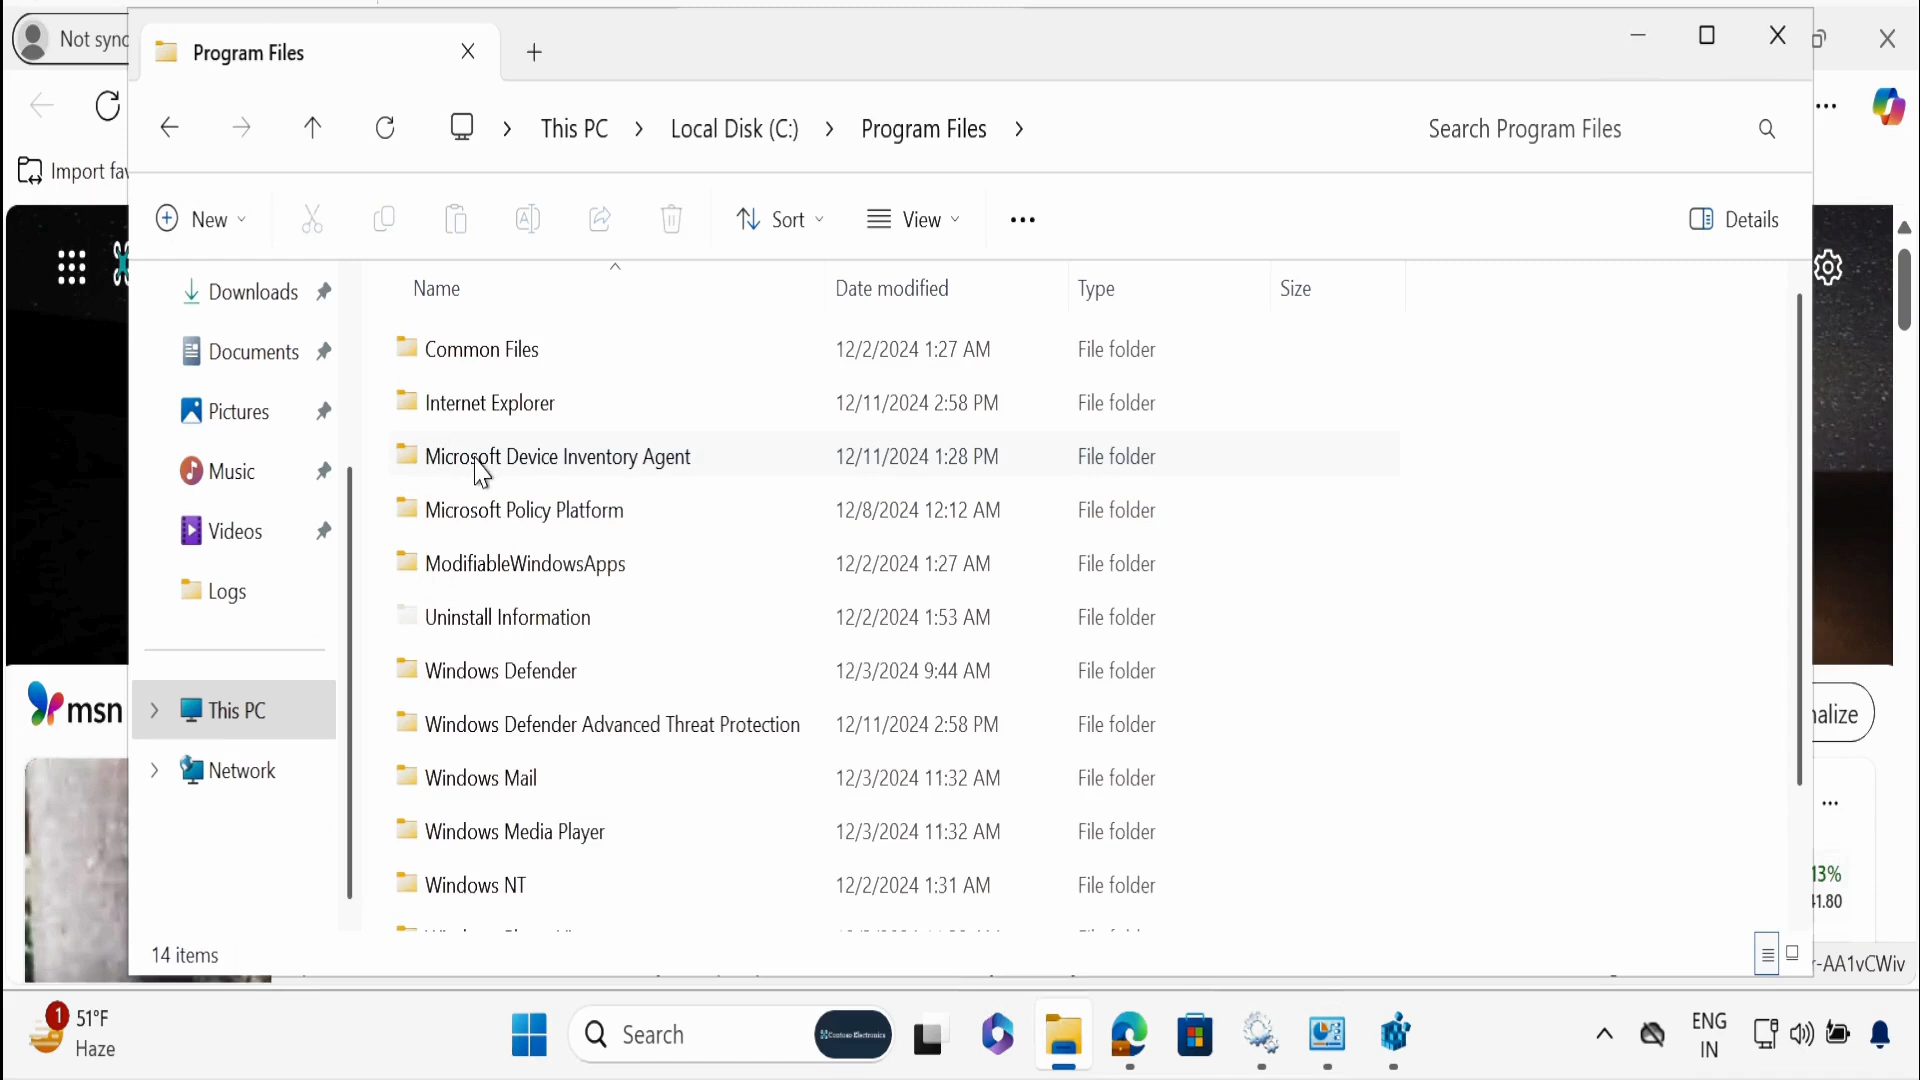 Not sync
Program Files
This PC
Local Disk (C:)
Program Files
Search Program Files
Import fav
New
Sort
View
Details
Name
Date modified
Type
Size
Downloads
Documents
Pictures
Music
Videos
Logs
This PC
Network
Common Files 12/2/2024 1:27 AM File folder
Internet Explorer 12/11/2024 2:58 PM File folder
Microsoft Device Inventory Agent 12/11/2024 1:28 PM File folder
Microsoft Policy Platform 12/8/2024 12:12 AM File folder
ModifiableWindowsApps 12/2/2024 1:27 AM File folder
Uninstall Information 12/2/2024 1:53 AM File folder
Windows Defender 12/3/2024 9:44 AM File folder
Windows Defender Advanced Threat Protection 12/11/2024 2:58 PM File folder
Windows Mail 12/3/2024 11:32 AM File folder
Windows Media Player 12/3/2024 11:32 AM File folder
Windows NT 12/2/2024 1:31 AM File folder
14 items
msn
nalize
13%
41.80
r-AA1vCWiv
1
51°F
Haze
Search
Contoso Electronics
ENG
IN